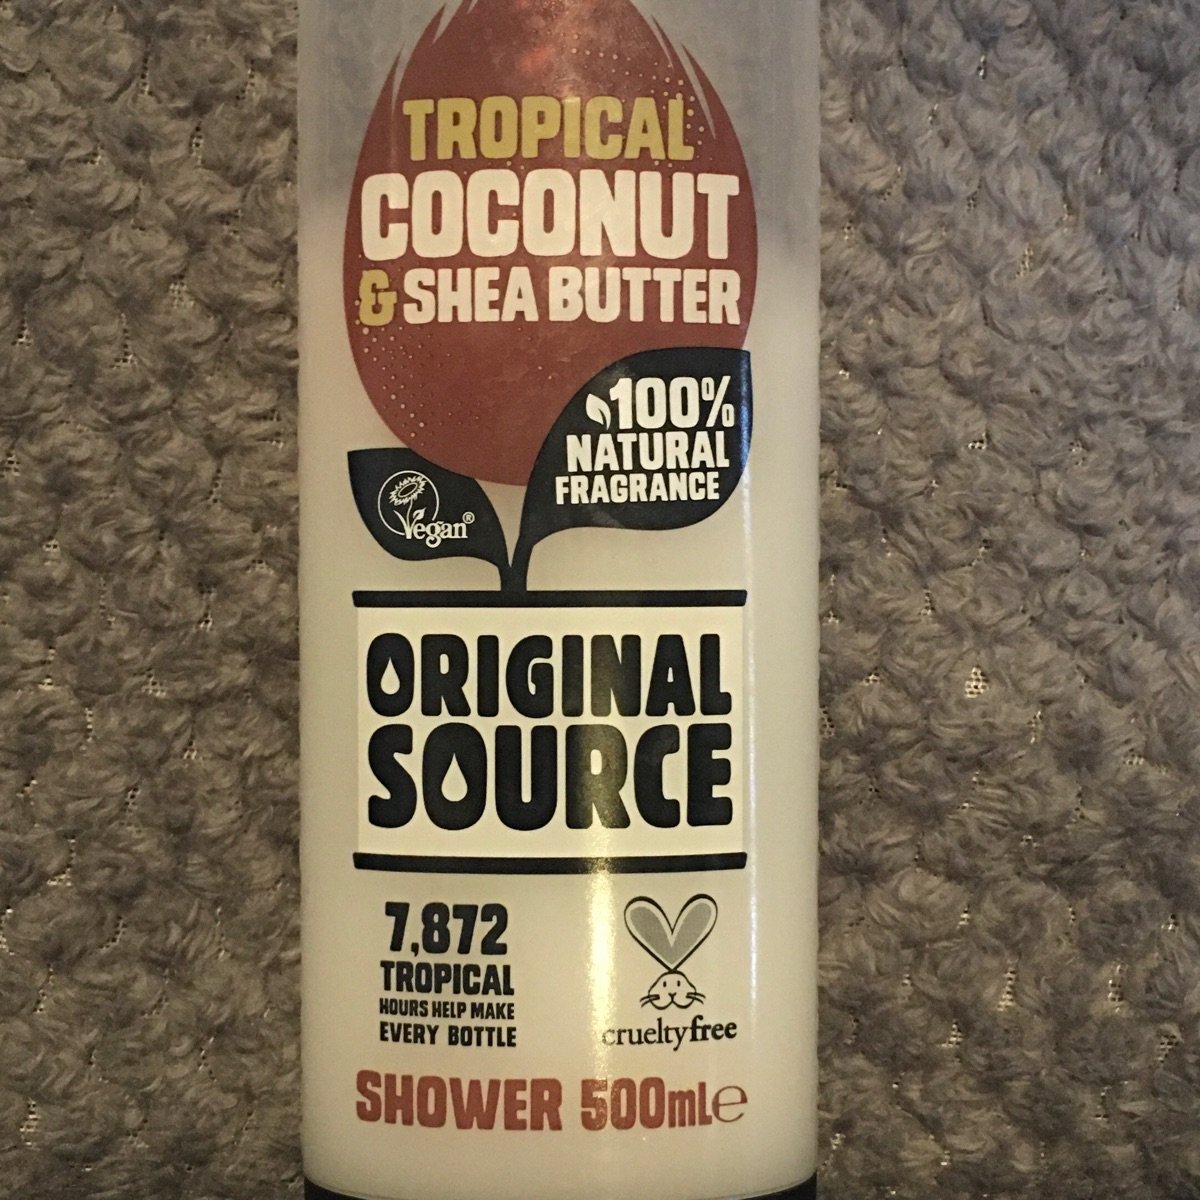 TROPICAL
COCONUT
& SHEA BUTTER
100%
NATURAL
FRAGRANCE
Vegan®
ORIGINAL
SOURCE
7,872
TROPICAL
HOURS HELP MAKE
EVERY BOTTLE
crueltyfree
SHOWER 500mL℮